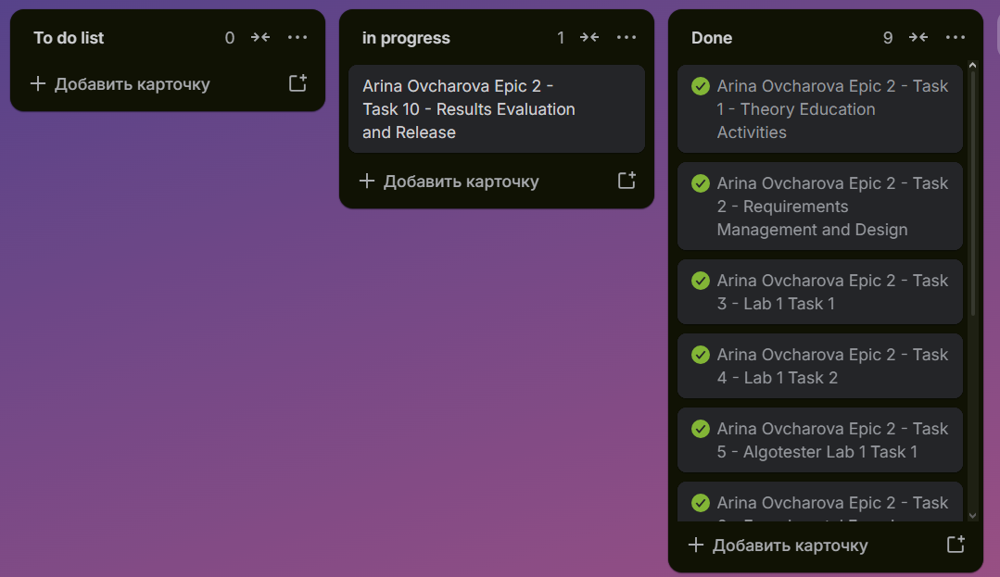 To do list 0
Добавить карточку
in progress 1
Arina Ovcharova Epic 2 -
Task 10 - Results Evaluation
and Release
Добавить карточку
Done 9
Arina Ovcharova Epic 2 - Task
1 - Theory Education
Activities
Arina Ovcharova Epic 2 - Task
2 - Requirements
Management and Design
Arina Ovcharova Epic 2 - Task
3 - Lab 1 Task 1
Arina Ovcharova Epic 2 - Task
4 - Lab 1 Task 2
Arina Ovcharova Epic 2 - Task
5 - Algotester Lab 1 Task 1
Arina Ovcharova Epic 2 - Task
Добавить карточку